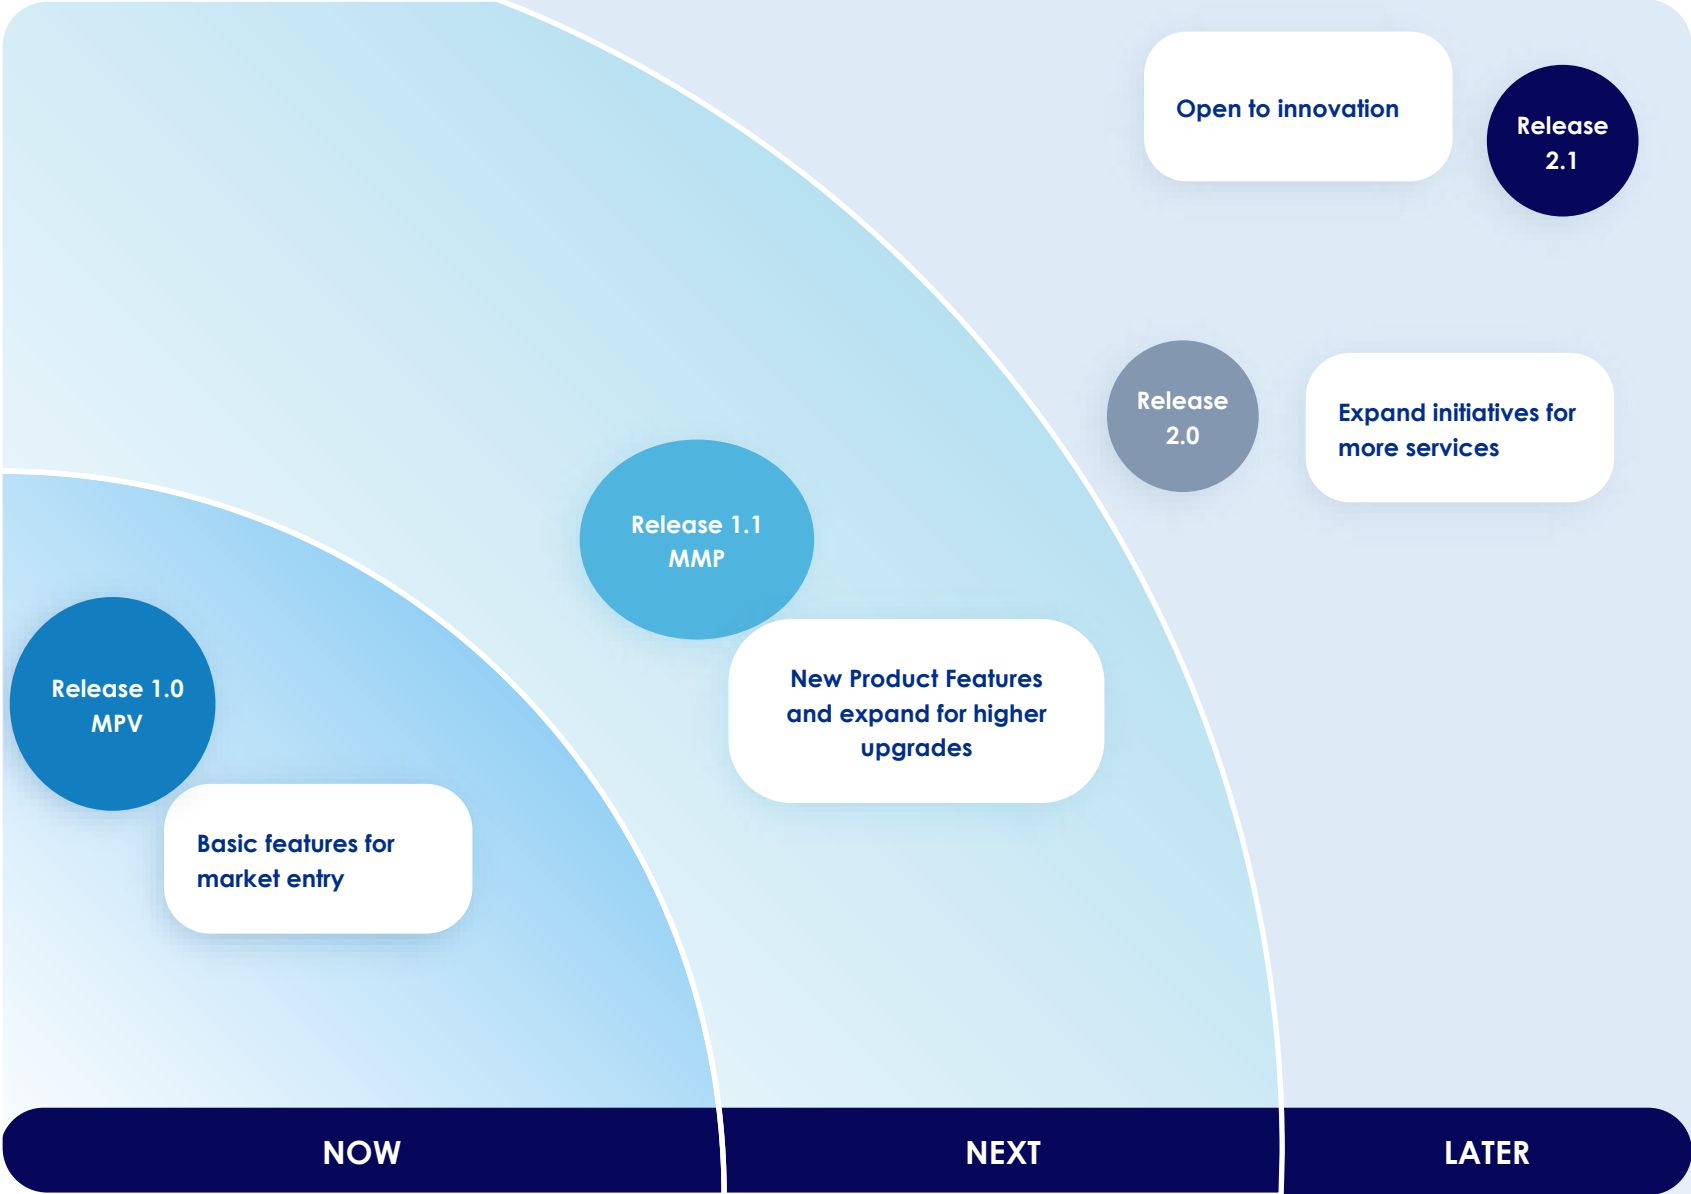 Open to innovation
Release
2.1
Release
2.0
Expand initiatives for
more services
Release 1.1
MMP
New Product Features
and expand for higher
upgrades
Release 1.0
MPV
Basic features for
market entry
NOW
NEXT
LATER